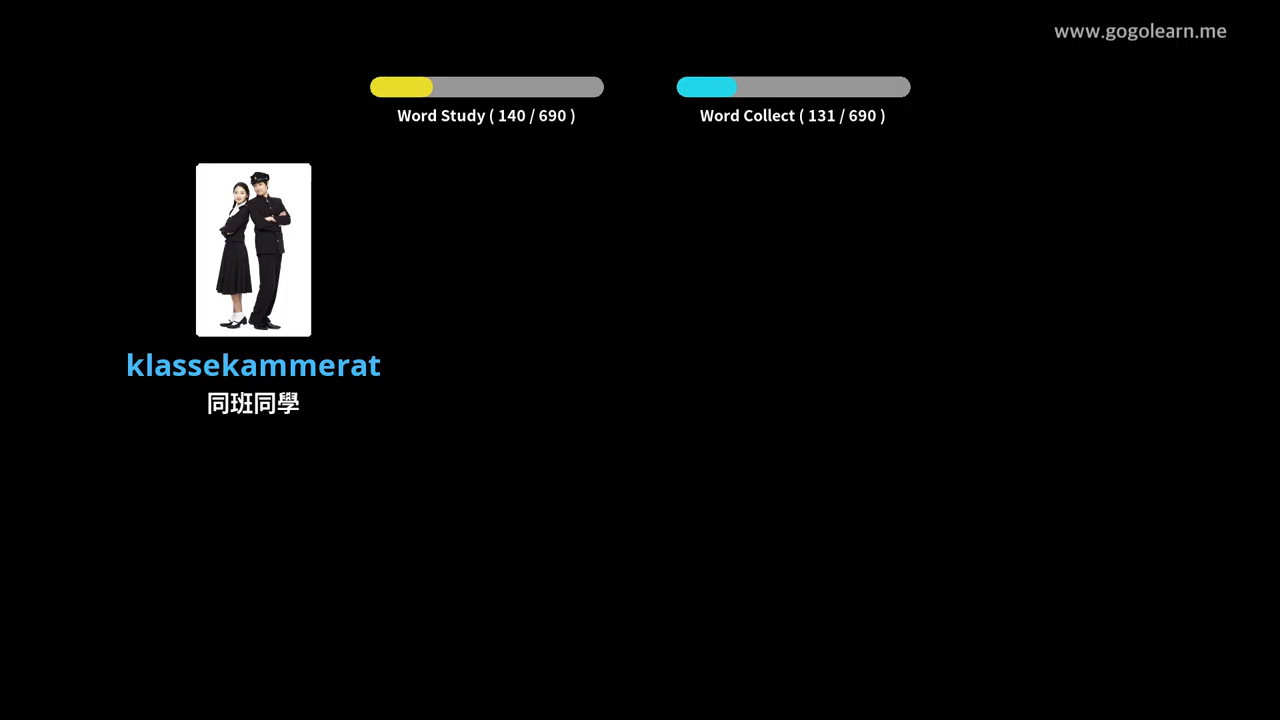 www.gogolearn.me
Word Study ( 140 / 690 )
Word Collect ( 131 / 690 )
klassekammerat
同班同學